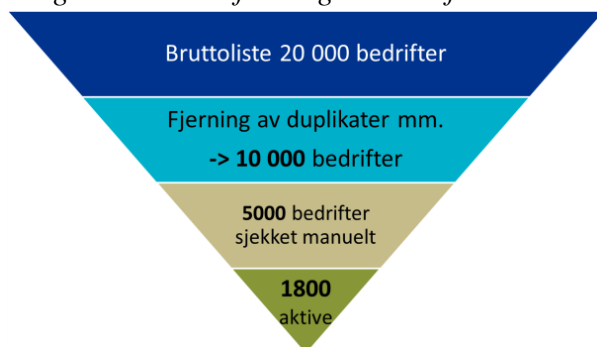 Bruttoliste 20 000 bedrifter
Fjerning av duplikater mm.
-> 10 000 bedrifter
5000 bedrifter
sjekket manuelt
1800
aktive